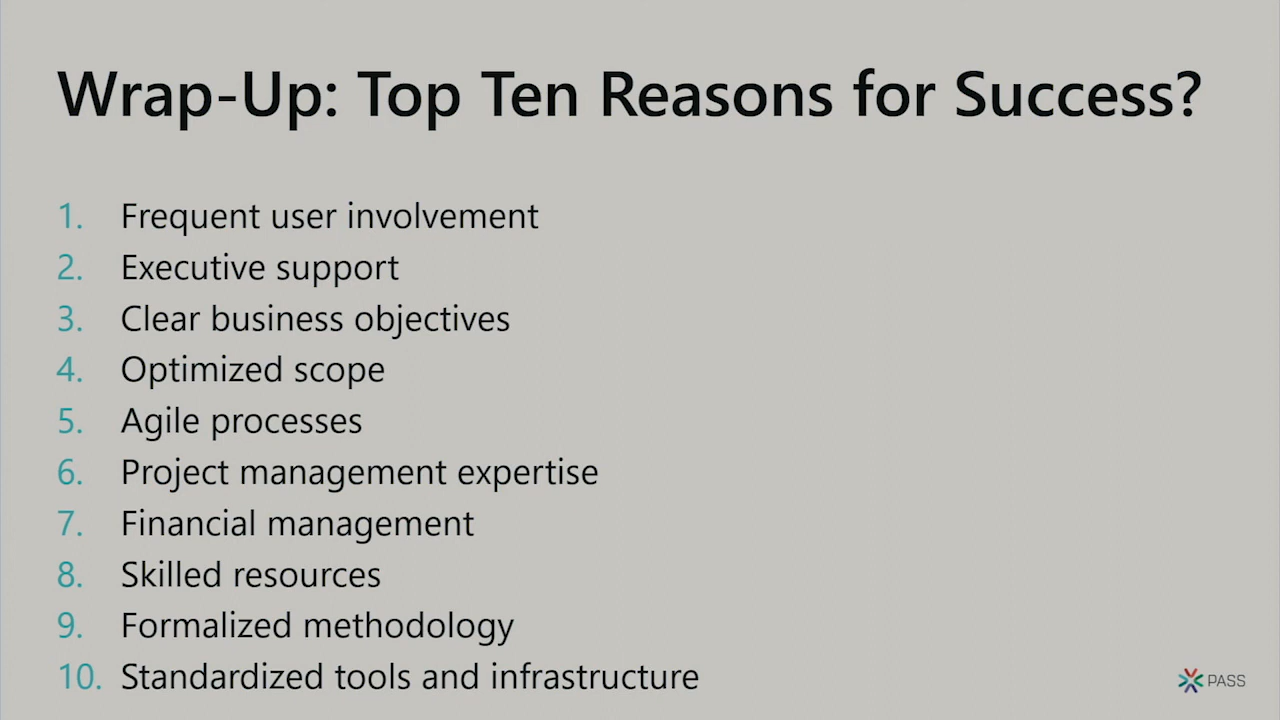 Wrap-Up: Top Ten Reasons for Success?
1. Frequent user involvement
2. Executive support
3. Clear business objectives
4. Optimized scope
5. Agile processes
6. Project management expertise
7. Financial management
8. Skilled resources
9. Formalized methodology
10. Standardized tools and infrastructure
PASS